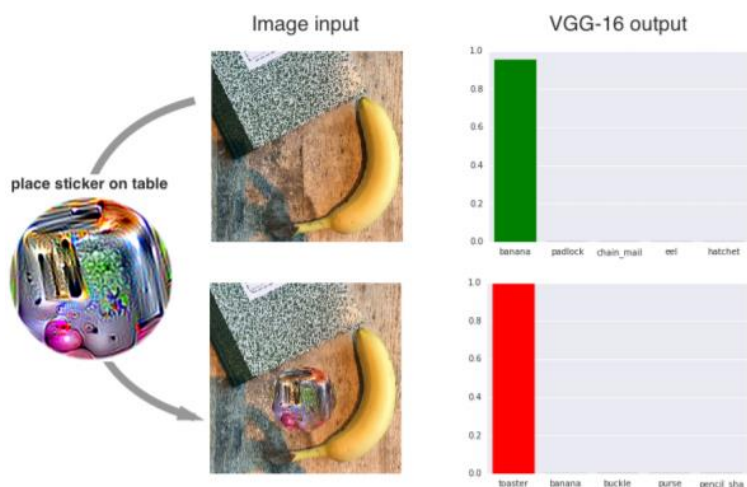 Image input
VGG-16 output
place sticker on table
1.0
0.8
0.6
0.4
0.2
0.0
banana padlock chain_mail eel hatchet
1.0
0.8
0.6
0.4
0.2
0.0
toaster banana buckle purse pencil_sha